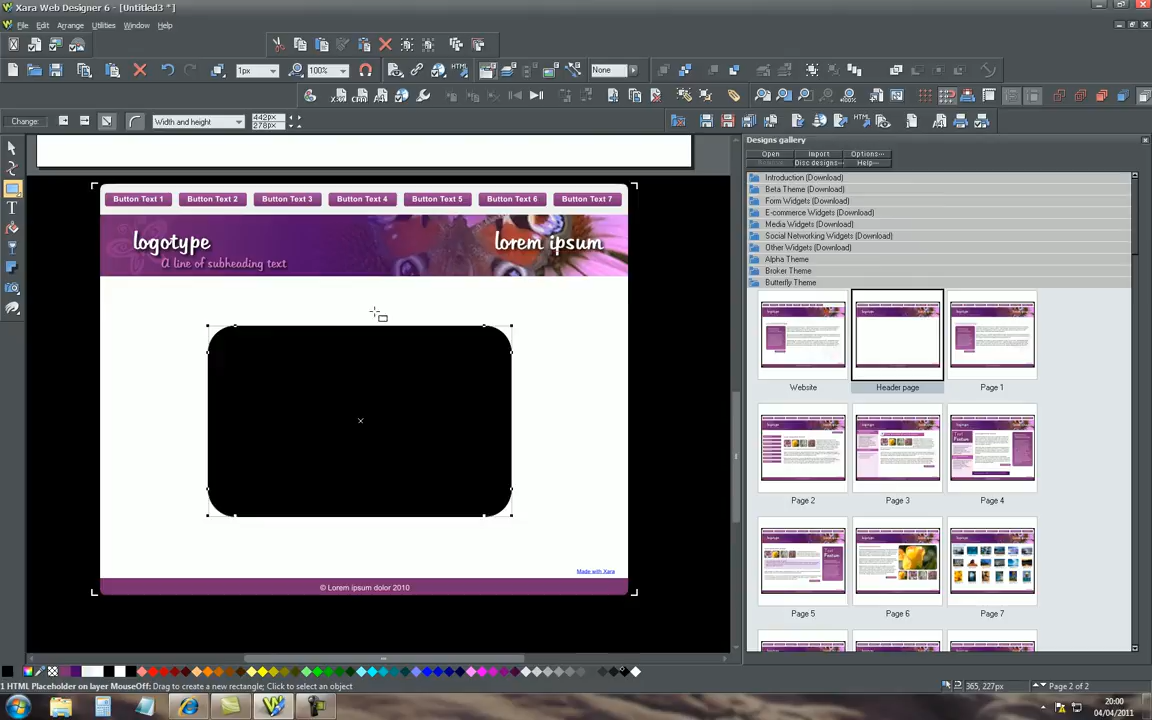 Xara Web Designer 6 - [Untitled3 *]
File Edit Arrange Utilities Window Help
1px 100% HTML None
Change: Width and height 442px
278px
Designs gallery
Open Import Options...
Disc designs... Help...
Introduction (Download)
Beta Theme (Download)
Form Widgets (Download)
E-commerce Widgets (Download)
Media Widgets (Download)
Social Networking Widgets (Download)
Other Widgets (Download)
Alpha Theme
Broker Theme
Butterfly Theme
Website Header page Page 1
Page 2 Page 3 Page 4
Page 5 Page 6 Page 7
Button Text 1 Button Text 2 Button Text 3 Button Text 4 Button Text 5 Button Text 6 Button Text 7
logotype lorem ipsum
A line of subheading text
Made with Xara
© Lorem ipsum dolor 2010
1 HTML Placeholder on layer MouseOff: Drag to create a new rectangle; Click to select an object
365, 227px Page 2 of 2
20:00
04/04/2011